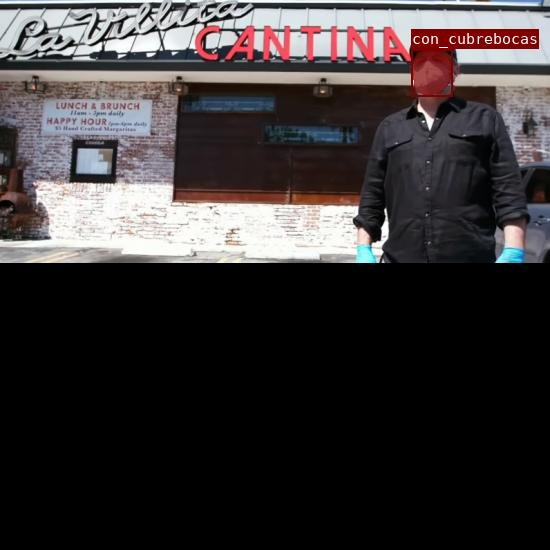 La Villita
CANTINA
con_cubrebocas
LUNCH & BRUNCH
11am - 3pm daily
HAPPY HOUR 3pm-6pm daily
$5 Hand Crafted Margaritas